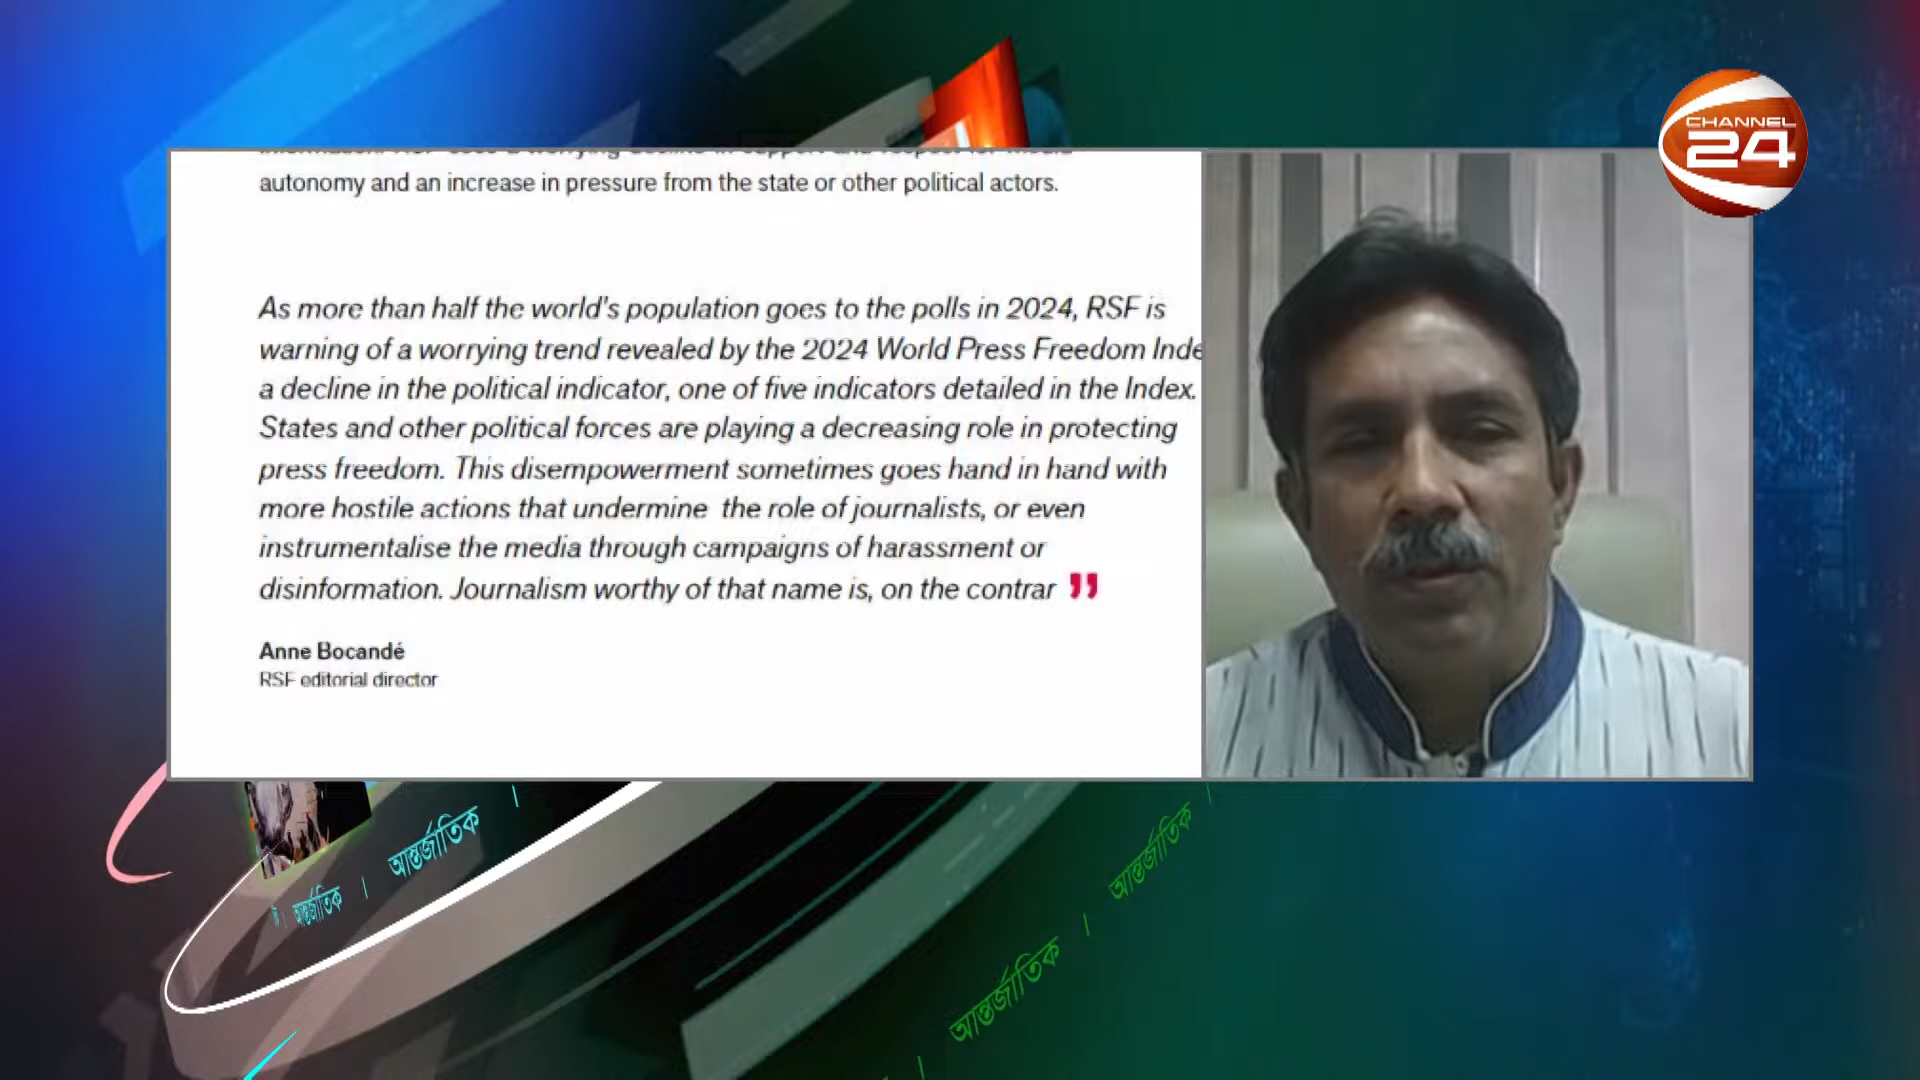 CHANNEL
24
autonomy and an increase in pressure from the state or other political actors.
As more than half the world's population goes to the polls in 2024, RSF is
warning of a worrying trend revealed by the 2024 World Press Freedom Inde
a decline in the political indicator, one of five indicators detailed in the Index.
States and other political forces are playing a decreasing role in protecting
press freedom. This disempowerment sometimes goes hand in hand with
more hostile actions that undermine the role of journalists, or even
instrumentalise the media through campaigns of harassment or
disinformation. Journalism worthy of that name is, on the contrar ”
Anne Bocandé
RSF editorial director
আন্তর্জাতিক । আন্তর্জাতিক ।
আন্তর্জাতিক । আন্তর্জাতিক ।